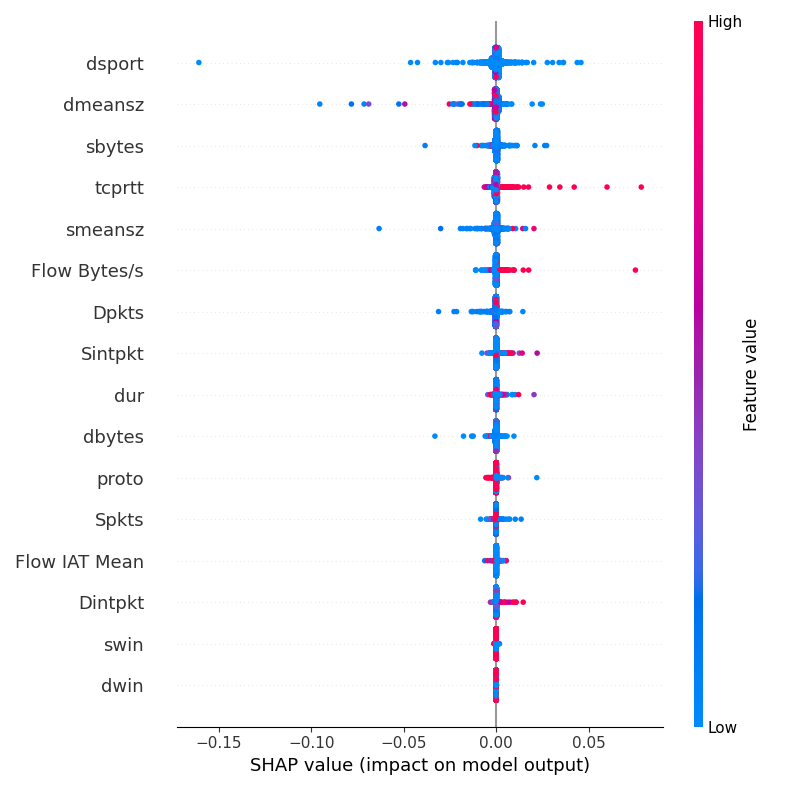 High
dsport
dmeansz
sbytes
tcprtt
smeansz
Flow Bytes/s
Dpkts
Sintpkt
dur
dbytes
proto
Spkts
Flow IAT Mean
Dintpkt
swin
dwin
Feature value
Low
−0.15 −0.10 −0.05 0.00 0.05
SHAP value (impact on model output)